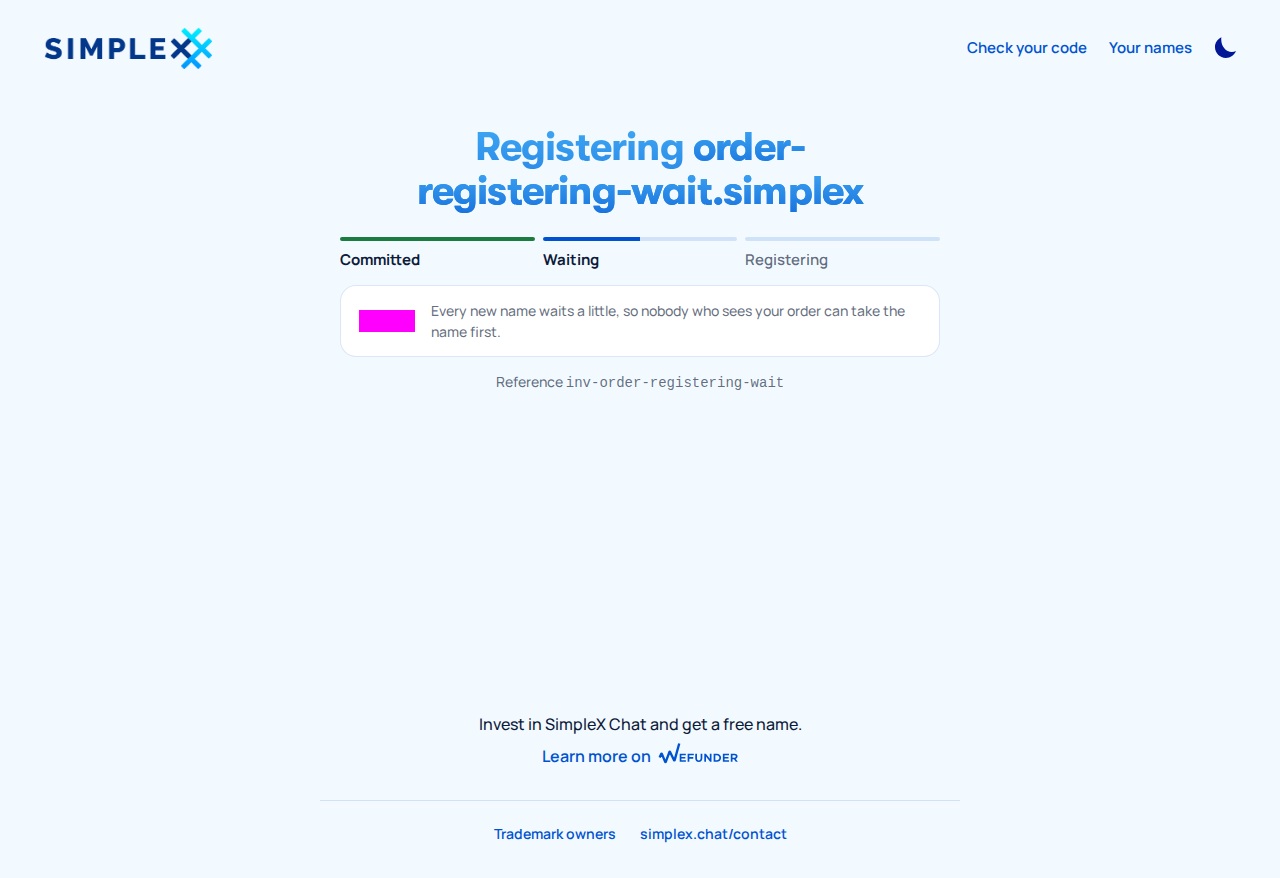 SIMPLEX
Check your code
Your names
Registering order-
registering-wait.simplex
Committed
Waiting
Registering
Every new name waits a little, so nobody who sees your order can take the
name first.
Reference inv-order-registering-wait
Invest in SimpleX Chat and get a free name.
Learn more on WEFUNDER
Trademark owners
simplex.chat/contact